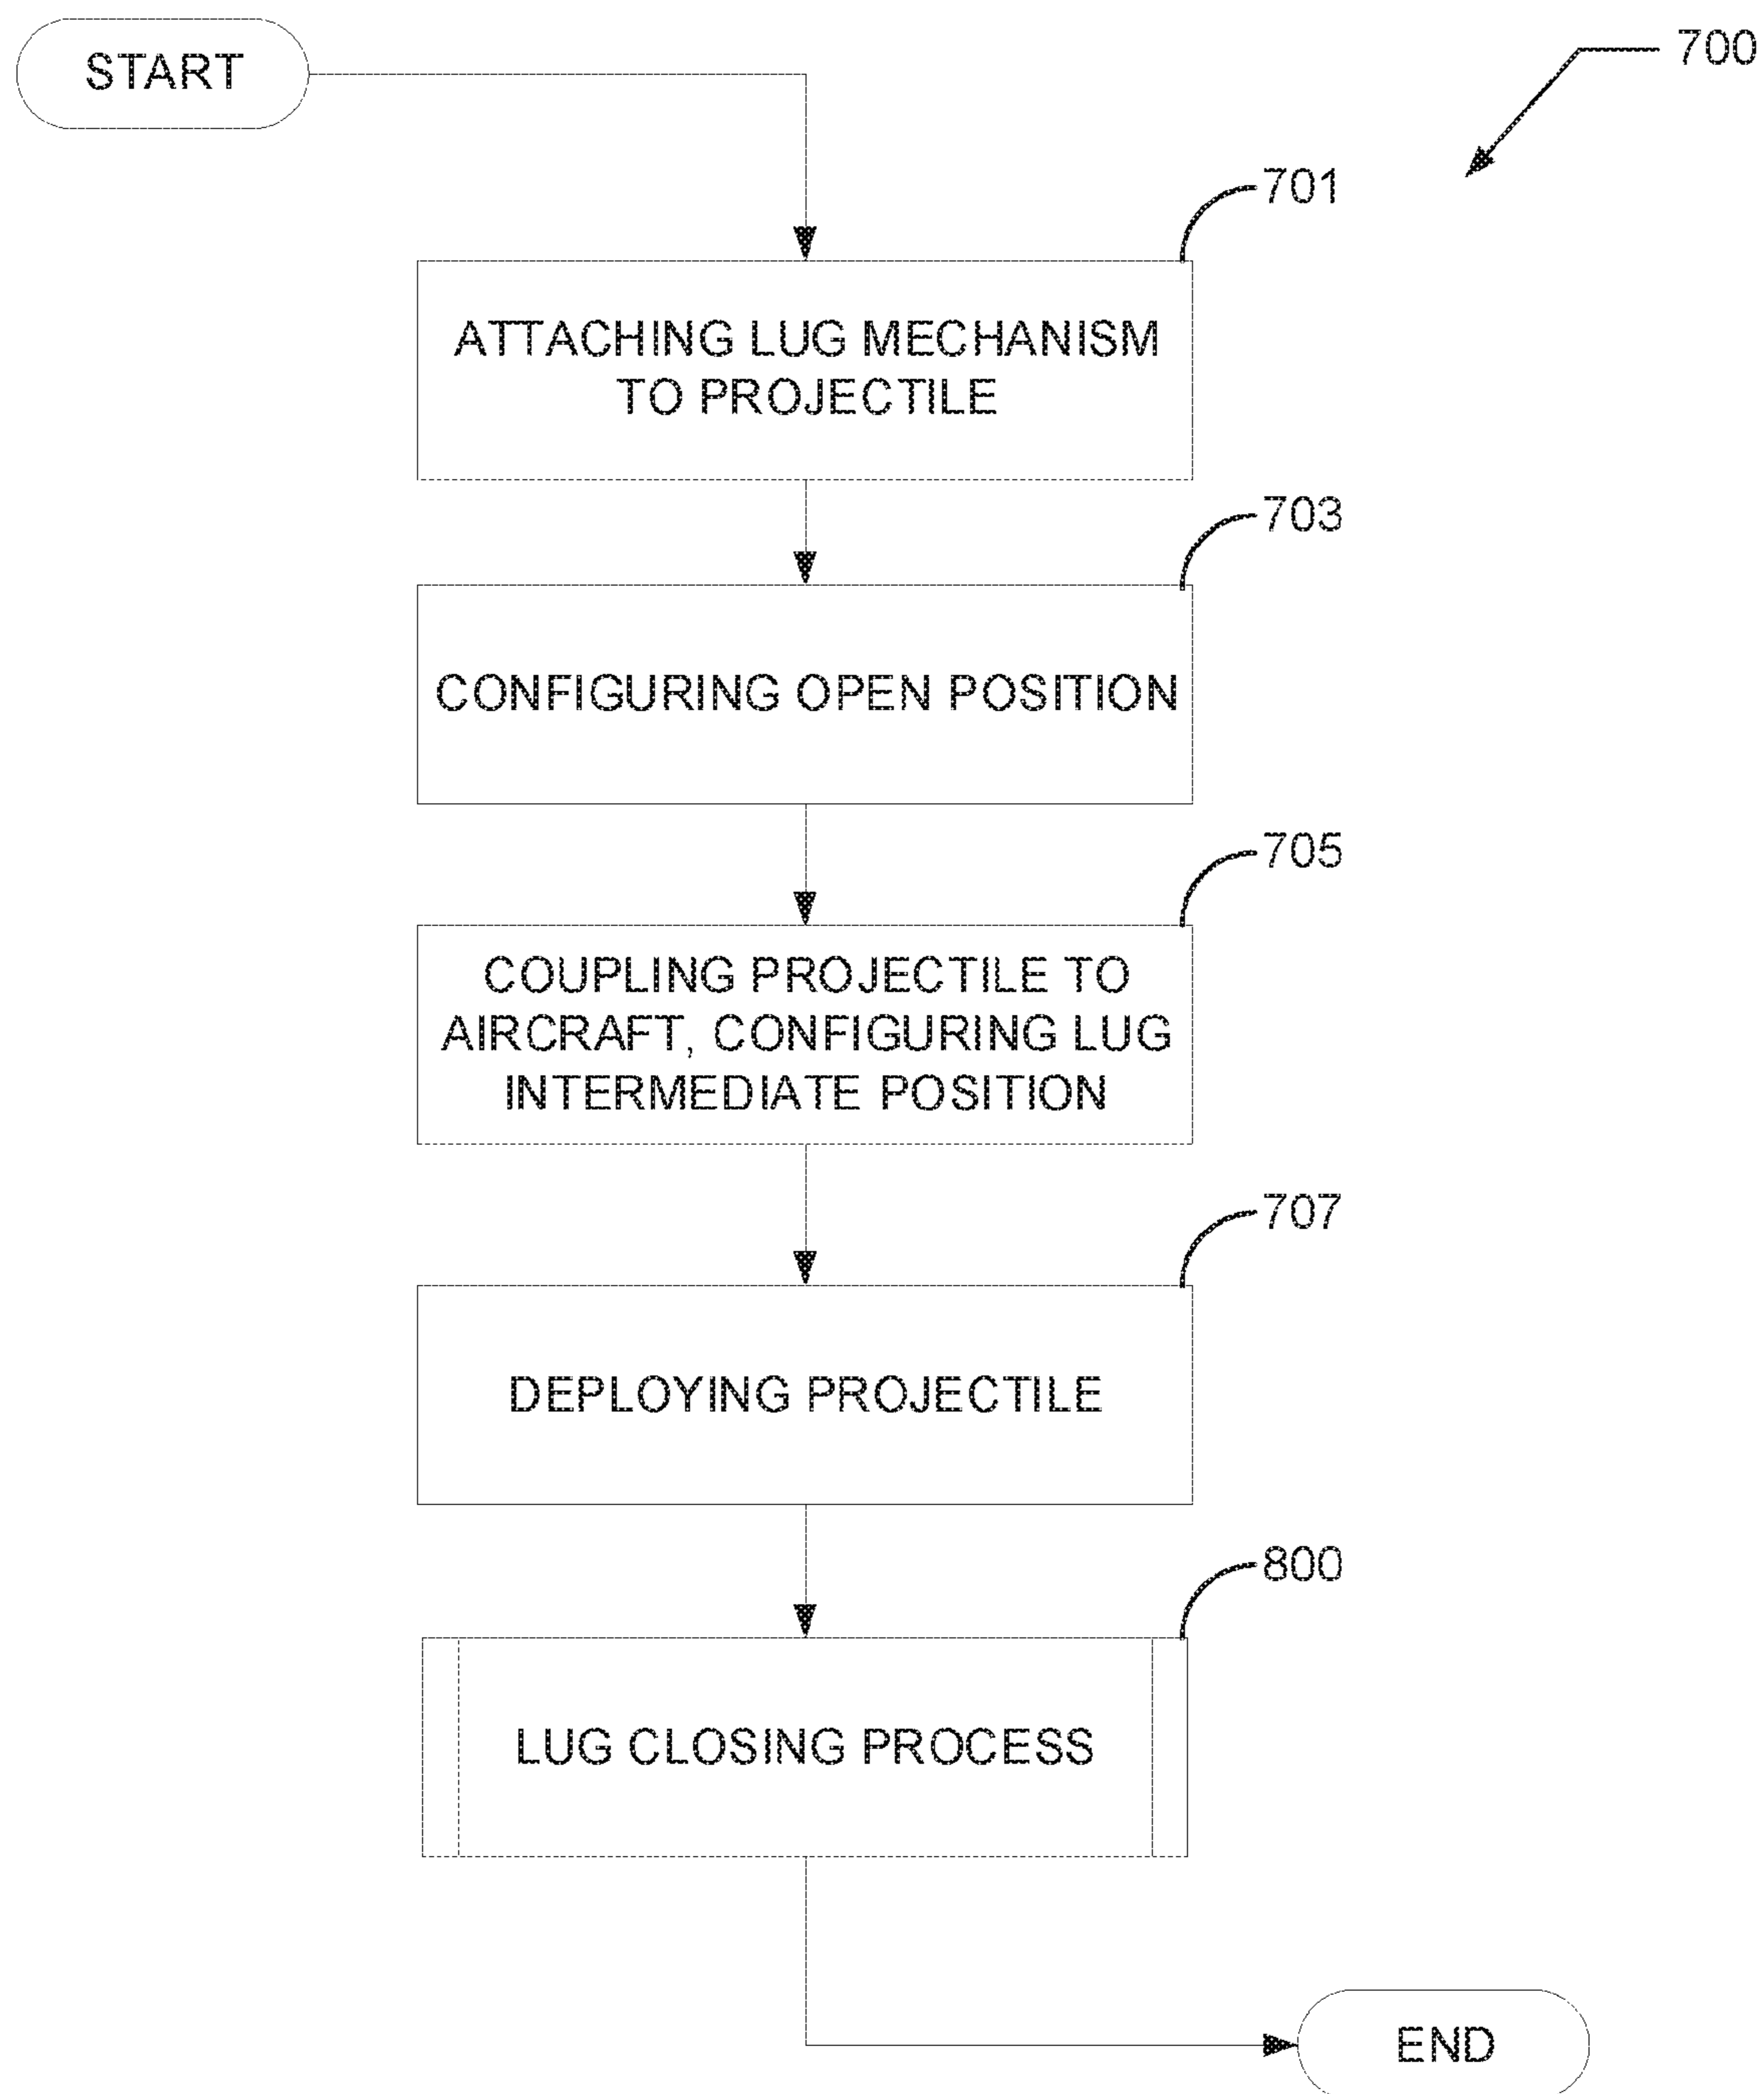 START
700
701
ATTACHING LUG MECHANISM
TO PROJECTILE
703
CONFIGURING OPEN POSITION
705
COUPLING PROJECTILE TO
AIRCRAFT, CONFIGURING LUG
INTERMEDIATE POSITION
707
DEPLOYING PROJECTILE
800
LUG CLOSING PROCESS
END